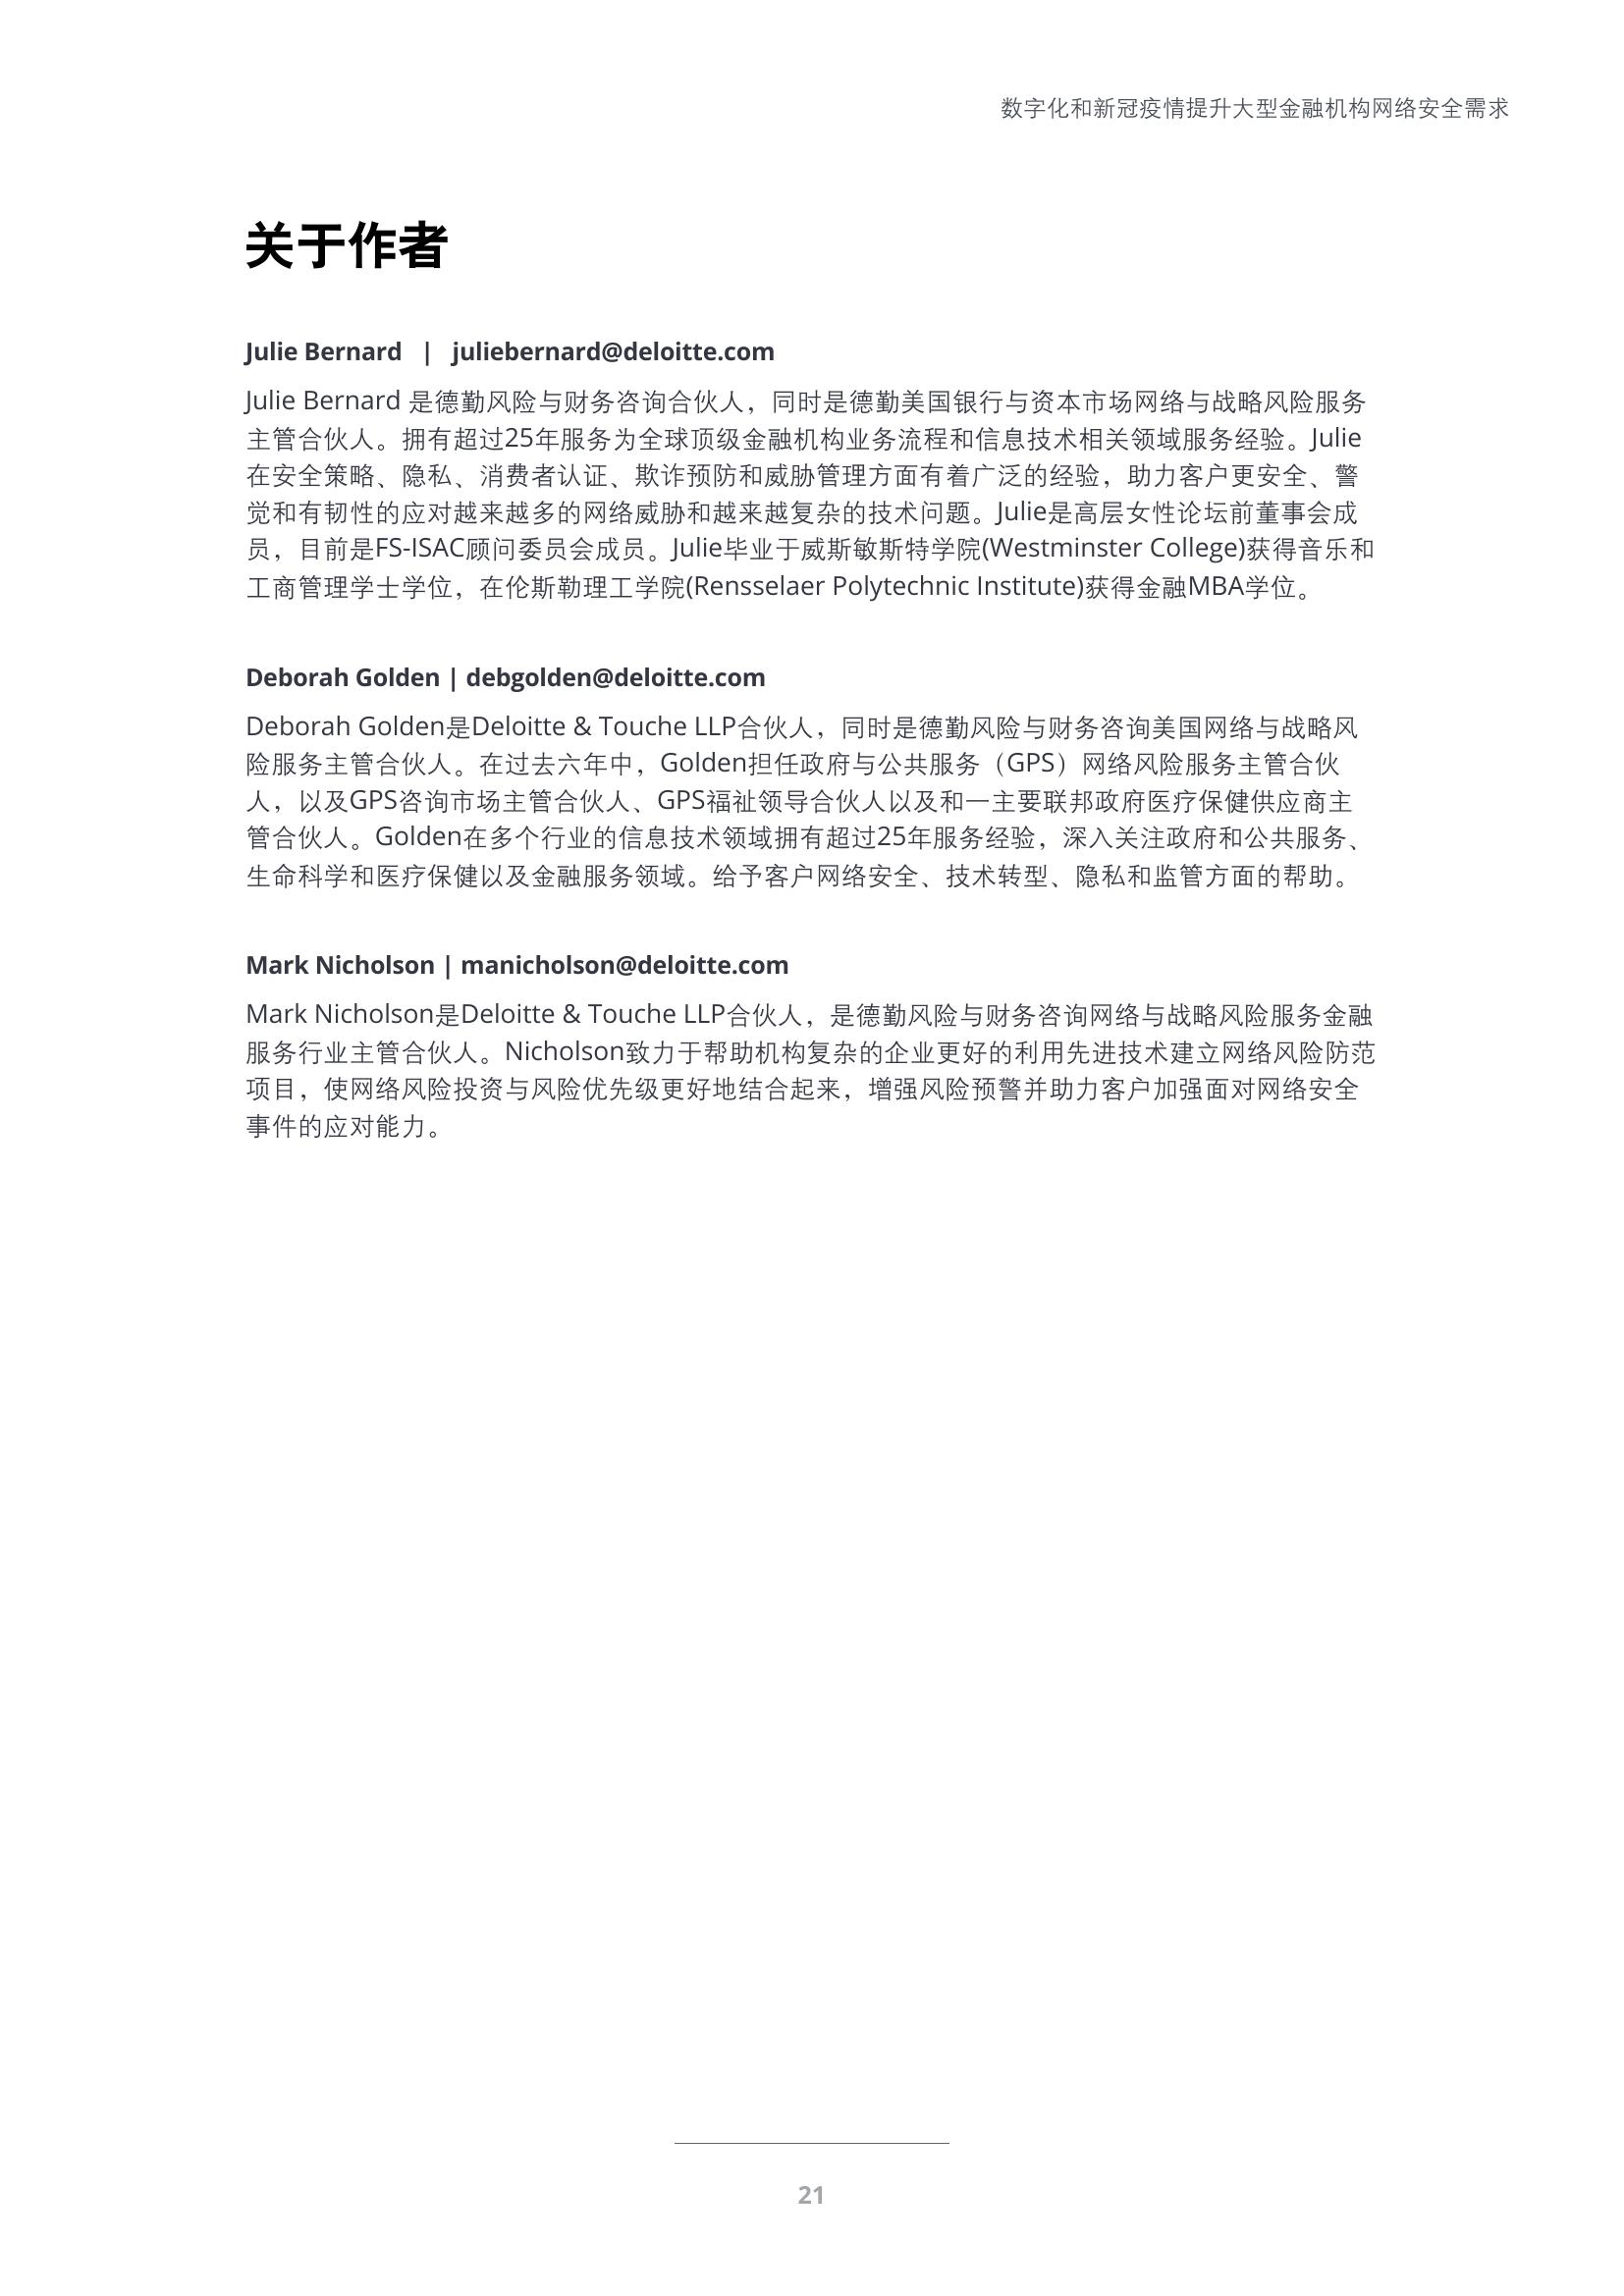 数字化和新冠疫情提升大型金融机构网络安全需求
关于作者
Julie Bernard | juliebernard@deloitte.com
Julie Bernard 是德勤风险与财务咨询合伙人，同时是德勤美国银行与资本市场网络与战略风险服务
主管合伙人。拥有超过25年服务为全球顶级金融机构业务流程和信息技术相关领域服务经验。Julie
在安全策略、隐私、消费者认证、欺诈预防和威胁管理方面有着广泛的经验，助力客户更安全、警
觉和有韧性的应对越来越多的网络威胁和越来越复杂的技术问题。Julie是高层女性论坛前董事会成
员，目前是FS-ISAC顾问委员会成员。Julie毕业于威斯敏斯特学院(Westminster College)获得音乐和
工商管理学士学位，在伦斯勒理工学院(Rensselaer Polytechnic Institute)获得金融MBA学位。
Deborah Golden | debgolden@deloitte.com
Deborah Golden是Deloitte & Touche LLP合伙人，同时是德勤风险与财务咨询美国网络与战略风
险服务主管合伙人。在过去六年中，Golden担任政府与公共服务（GPS）网络风险服务主管合伙
人，以及GPS咨询市场主管合伙人、GPS福祉领导合伙人以及和一主要联邦政府医疗保健供应商主
管合伙人。Golden在多个行业的信息技术领域拥有超过25年服务经验，深入关注政府和公共服务、
生命科学和医疗保健以及金融服务领域。给予客户网络安全、技术转型、隐私和监管方面的帮助。
Mark Nicholson | manicholson@deloitte.com
Mark Nicholson是Deloitte & Touche LLP合伙人，是德勤风险与财务咨询网络与战略风险服务金融
服务行业主管合伙人。Nicholson致力于帮助机构复杂的企业更好的利用先进技术建立网络风险防范
项目，使网络风险投资与风险优先级更好地结合起来，增强风险预警并助力客户加强面对网络安全
事件的应对能力。
21